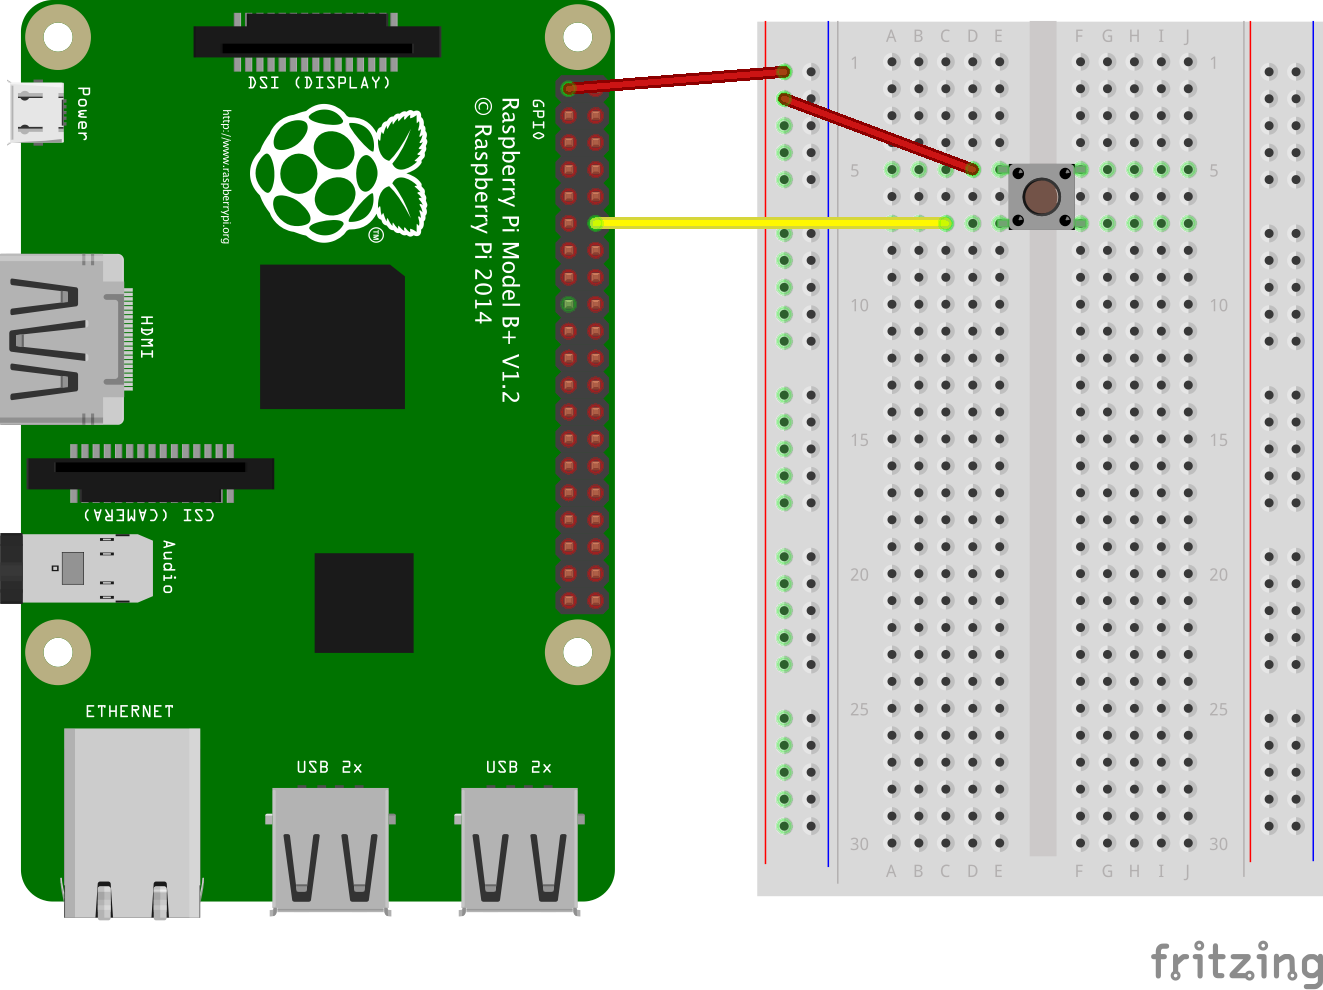 DSI (DISPLAY)
Power
http://www.raspberrypi.org
TM
Raspberry Pi Model B+ V1.2
© Raspberry Pi 2014
GPIO
HDMI
CSI (CAMERA)
Audio
ETHERNET
USB 2x
USB 2x
A B C D E F G H I J
1 1
5 5
10 10
15 15
20 20
25 25
30 30
A B C D E F G H I J
fritzing